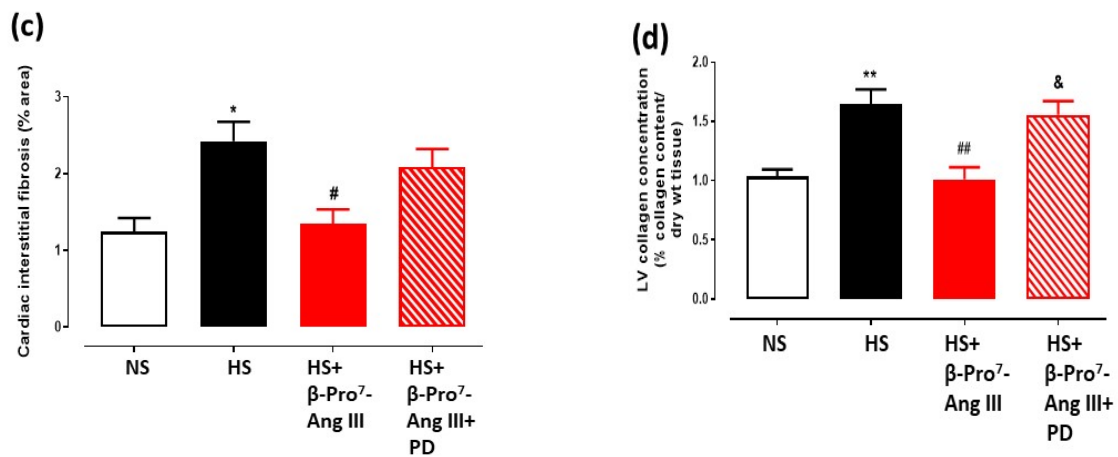 (c)
Cardiac interstitial fibrosis (% area)
3
2
1
0
*
#
NS
HS
HS+
β-Pro⁷-
Ang III
HS+
β-Pro⁷-
Ang III+
PD
(d)
LV collagen concentration
(% collagen content/
dry wt tissue)
2.0
1.5
1.0
0.5
0.0
**
##
&
NS
HS
HS+
β-Pro⁷-
Ang III
HS+
β-Pro⁷-
Ang III+
PD